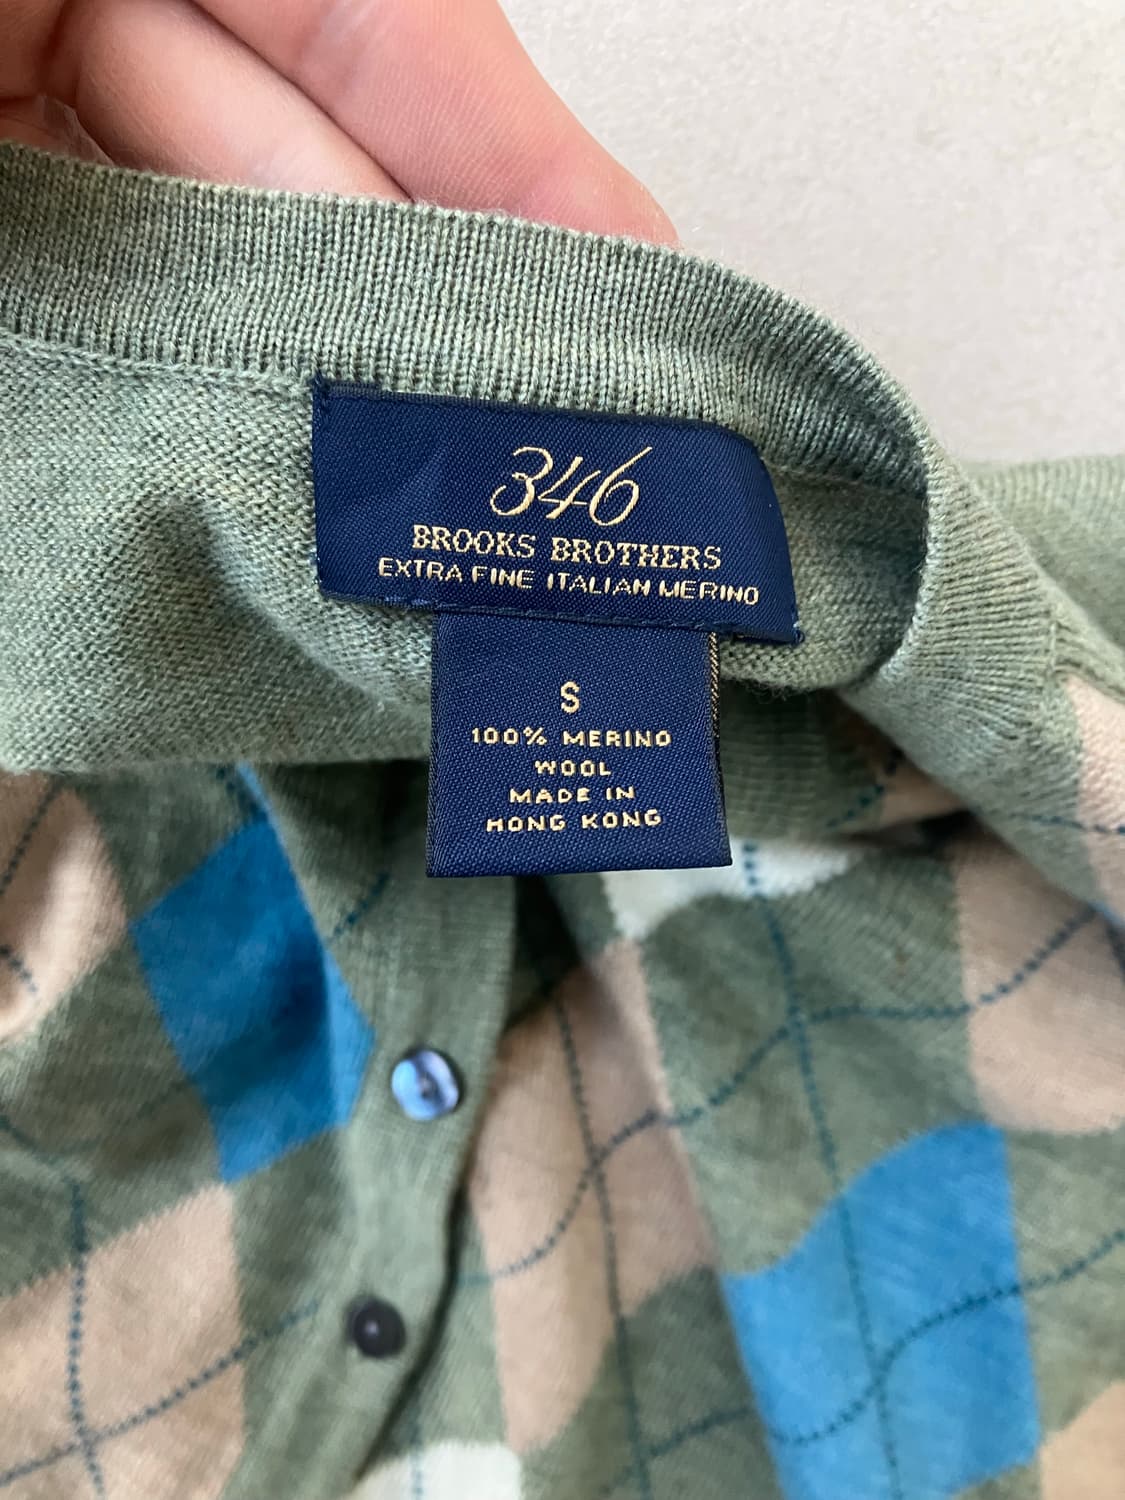 346
BROOKS BROTHERS
EXTRA FINE ITALIAN MERINO
S
100% MERINO
WOOL
MADE IN
HONG KONG